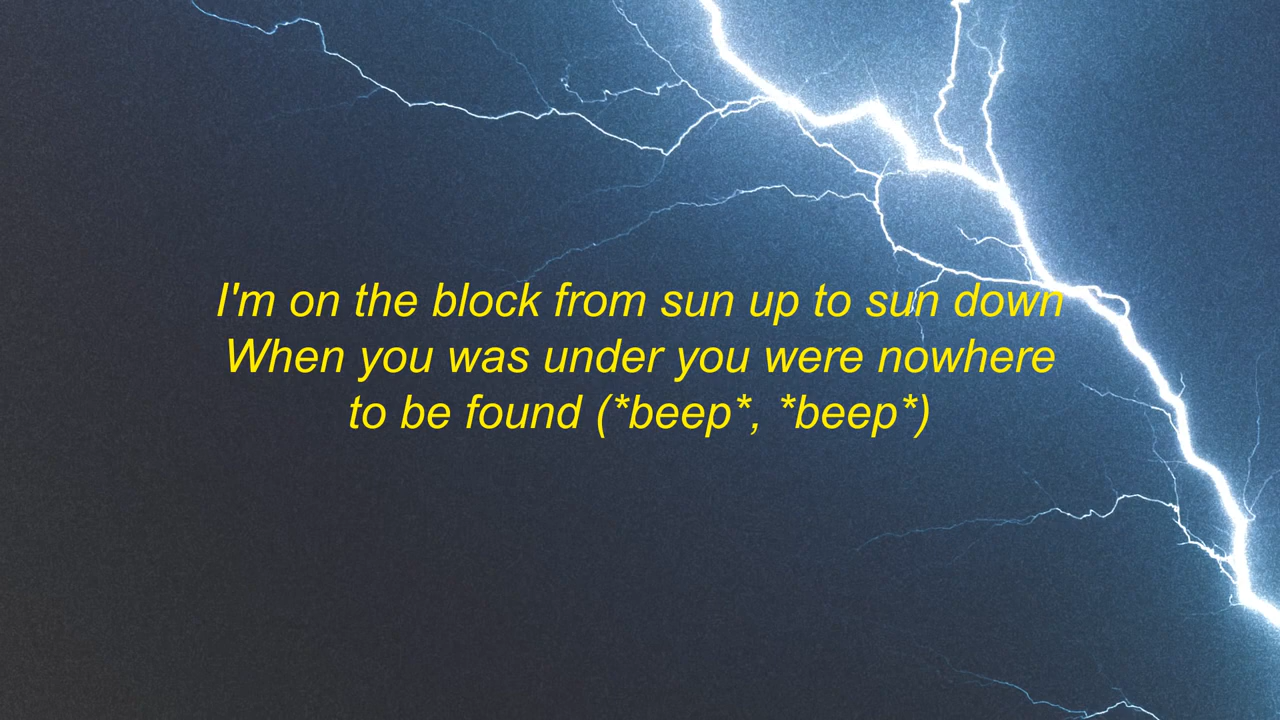 I'm on the block from sun up to sun down
When you was under you were nowhere
to be found (*beep*, *beep*)